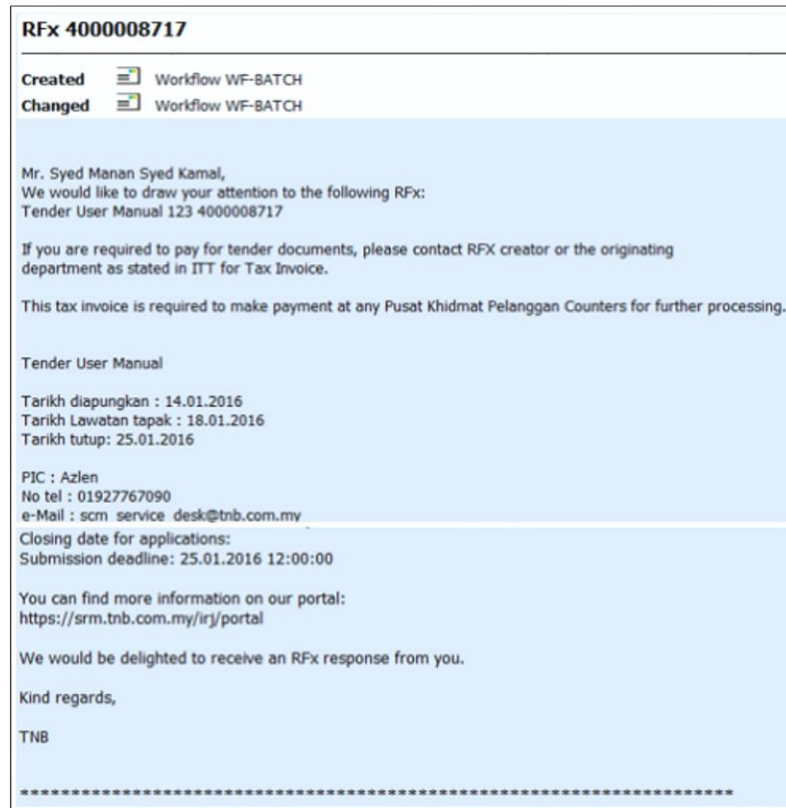 RFx 4000008717
Created Workflow WF-BATCH
Changed Workflow WF-BATCH
Mr. Syed Manan Syed Kamal,
We would like to draw your attention to the following RFx:
Tender User Manual 123 4000008717
If you are required to pay for tender documents, please contact RFX creator or the originating
department as stated in ITT for Tax Invoice.
This tax invoice is required to make payment at any Pusat Khidmat Pelanggan Counters for further processing.
Tender User Manual
Tarikh diapungkan : 14.01.2016
Tarikh Lawatan tapak : 18.01.2016
Tarikh tutup: 25.01.2016
PIC : Azlen
No tel : 01927767090
e-Mail : scm_service_desk@tnb.com.my
Closing date for applications:
Submission deadline: 25.01.2016 12:00:00
You can find more information on our portal:
https://srm.tnb.com.my/irj/portal
We would be delighted to receive an RFx response from you.
Kind regards,
TNB
**********************************************************************